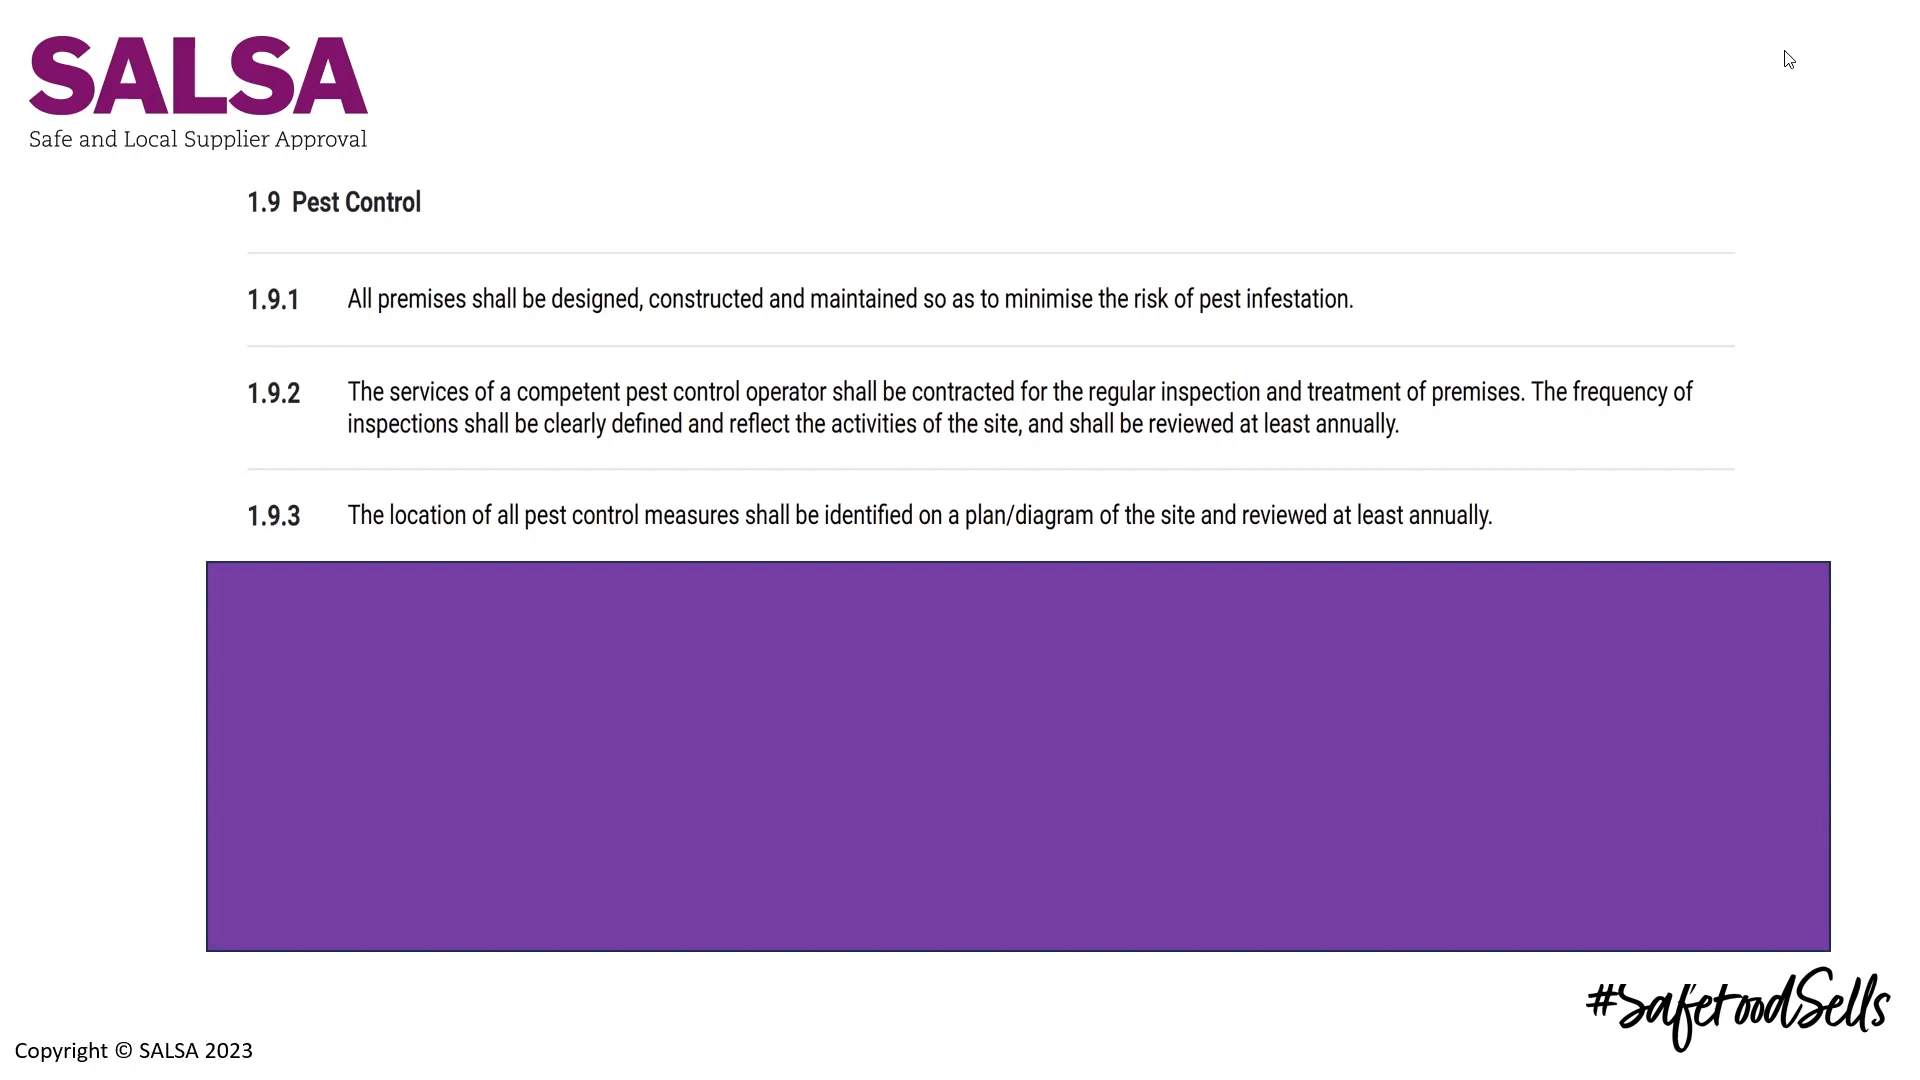 SALSA
Safe and Local Supplier Approval
1.9 Pest Control
1.9.1 All premises shall be designed, constructed and maintained so as to minimise the risk of pest infestation.
1.9.2 The services of a competent pest control operator shall be contracted for the regular inspection and treatment of premises. The frequency of
inspections shall be clearly defined and reflect the activities of the site, and shall be reviewed at least annually.
1.9.3 The location of all pest control measures shall be identified on a plan/diagram of the site and reviewed at least annually.
#SafeFoodSells
Copyright © SALSA 2023